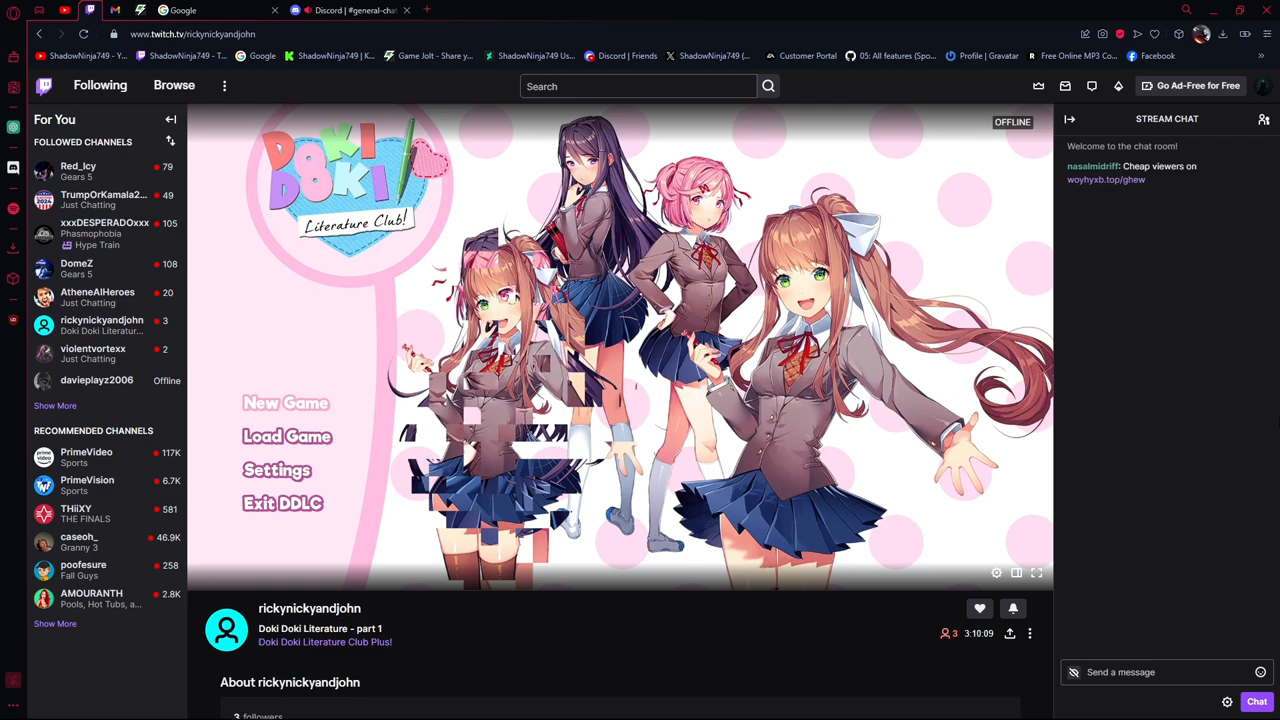 Google
Discord | #general-chat
www.twitch.tv/rickynickyandjohn
ShadowNinja749 - Y...
ShadowNinja749 - T...
Google
ShadowNinja749 | K...
Game Jolt - Share y...
ShadowNinja749 Us...
Discord | Friends
ShadowNinja749 (...
Customer Portal
05: All features (Spo...
Profile | Gravatar
Free Online MP3 Co...
Facebook
Following
Browse
Search
Go Ad-Free for Free
For You
FOLLOWED CHANNELS
Red_Icy 79
Gears 5
TrumpOrKamala2... 49
Just Chatting
xxxDESPERADOxxx 105
Phasmophobia
Hype Train
DomeZ 108
Gears 5
AtheneAIHeroes 20
Just Chatting
rickynickyandjohn 3
Doki Doki Literatur...
violentvortexx 2
Just Chatting
davieplayz2006 Offline
Show More
RECOMMENDED CHANNELS
PrimeVideo 117K
Sports
PrimeVision 6.7K
Sports
THiiXY 581
THE FINALS
caseoh_ 46.9K
Granny 3
poofesure 258
Fall Guys
AMOURANTH 2.8K
Pools, Hot Tubs, a...
Show More
DOKI
DOKI
Literature Club!
OFFLINE
New Game
Load Game
Settings
Exit DDLC
rickynickyandjohn
Doki Doki Literature - part 1
Doki Doki Literature Club Plus!
3 3:10:09
About rickynickyandjohn
3 followers
STREAM CHAT
Welcome to the chat room!
nasalmidriff: Cheap viewers on
woyhyxb.top/ghew
Send a message
Chat